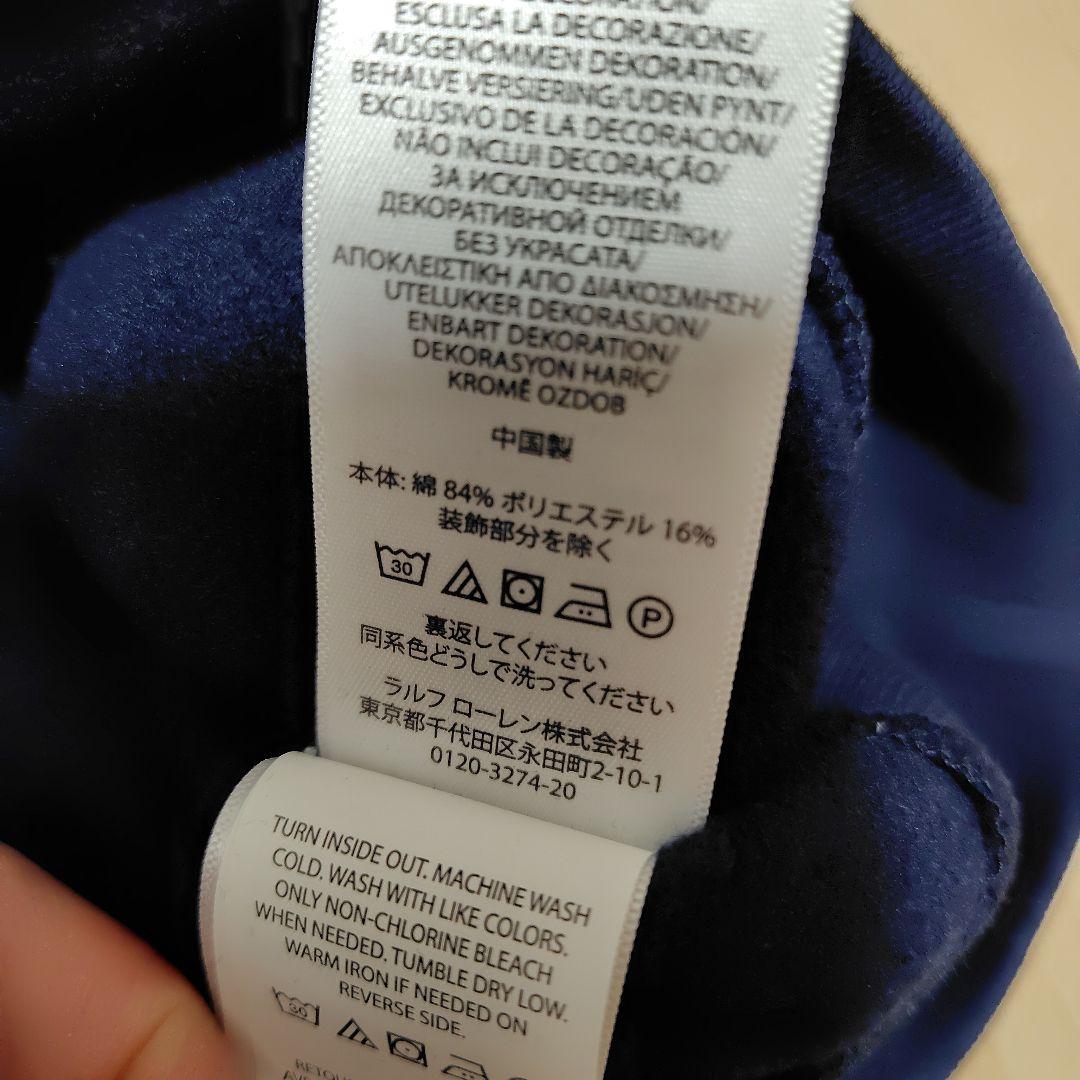 ESCLUSA LA DECORAZIONE/
AUSGENOMMEN DEKORATION/
BEHALVE VERSIERING/UDEN PYNT/
EXCLUSIVO DE LA DECORACIÓN/
NÃO INCLUI DECORAÇÃO/
ЗА ИСКЛЮЧЕНИЕМ
ДЕКОРАТИВНОЙ ОТДЕЛКИ/
БЕЗ УКРАСАТА/
ΑΠΟΚΛΕΙΣΤΙΚΗ ΑΠΟ ΔΙΑΚΟΣΜΗΣΗ/
UTELUKKER DEKORASJON/
ENBART DEKORATION/
DEKORASYON HARİÇ/
KROMĚ OZDOB
中国製
本体: 綿 84% ポリエステル 16%
装飾部分を除く
30 P
裏返してください
同系色どうしで洗ってください
ラルフ ローレン株式会社
東京都千代田区永田町2-10-1
0120-3274-20
TURN INSIDE OUT. MACHINE WASH
COLD. WASH WITH LIKE COLORS.
ONLY NON-CHLORINE BLEACH
WHEN NEEDED. TUMBLE DRY LOW.
WARM IRON IF NEEDED ON
REVERSE SIDE.
30